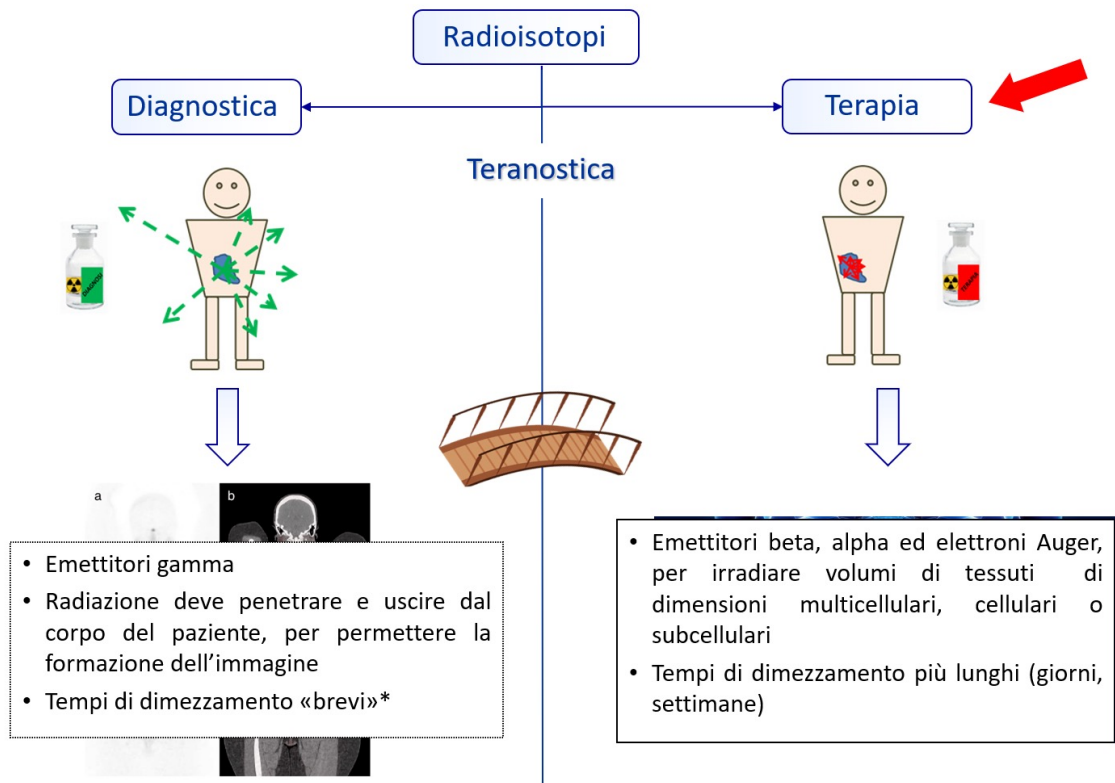 Radioisotopi
Diagnostica
Terapia
Teranostica
DIAGNOSI
TERAPIA
a
b
• Emettitori gamma
• Radiazione deve penetrare e uscire dal
corpo del paziente, per permettere la
formazione dell’immagine
• Tempi di dimezzamento «brevi»*
• Emettitori beta, alpha ed elettroni Auger,
per irradiare volumi di tessuti di
dimensioni multicellulari, cellulari o
subcellulari
• Tempi di dimezzamento più lunghi (giorni,
settimane)